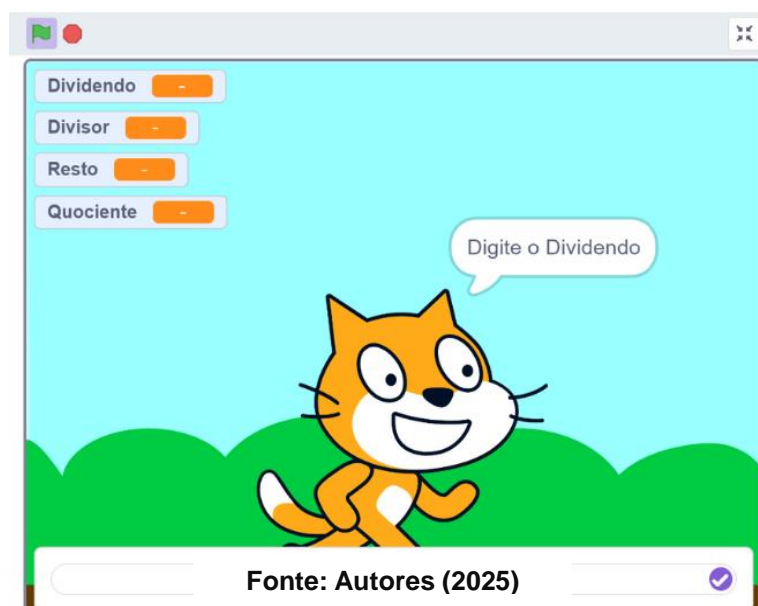 Dividendo -
Divisor -
Resto -
Quociente -
Digite o Dividendo
Fonte: Autores (2025)